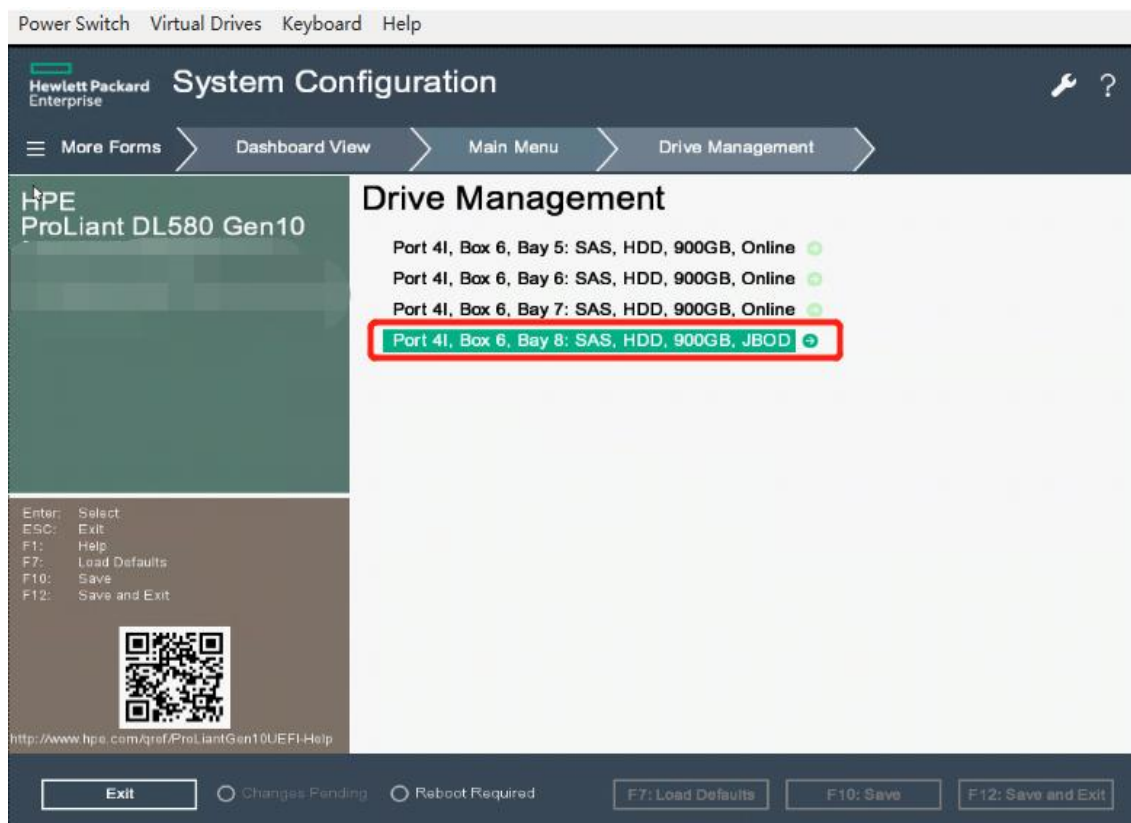 Power Switch Virtual Drives Keyboard Help
Hewlett Packard
Enterprise
System Configuration
?
More Forms Dashboard View Main Menu Drive Management
HPE
ProLiant DL580 Gen10
Drive Management
Port 4I, Box 6, Bay 5: SAS, HDD, 900GB, Online
Port 4I, Box 6, Bay 6: SAS, HDD, 900GB, Online
Port 4I, Box 6, Bay 7: SAS, HDD, 900GB, Online
Port 4I, Box 6, Bay 8: SAS, HDD, 900GB, JBOD
Enter: Select
ESC: Exit
F1: Help
F7: Load Defaults
F10: Save
F12: Save and Exit
http://www.hpe.com/qref/ProLiantGen10UEFI-Help
Exit Changes Pending Reboot Required F7: Load Defaults F10: Save F12: Save and Exit